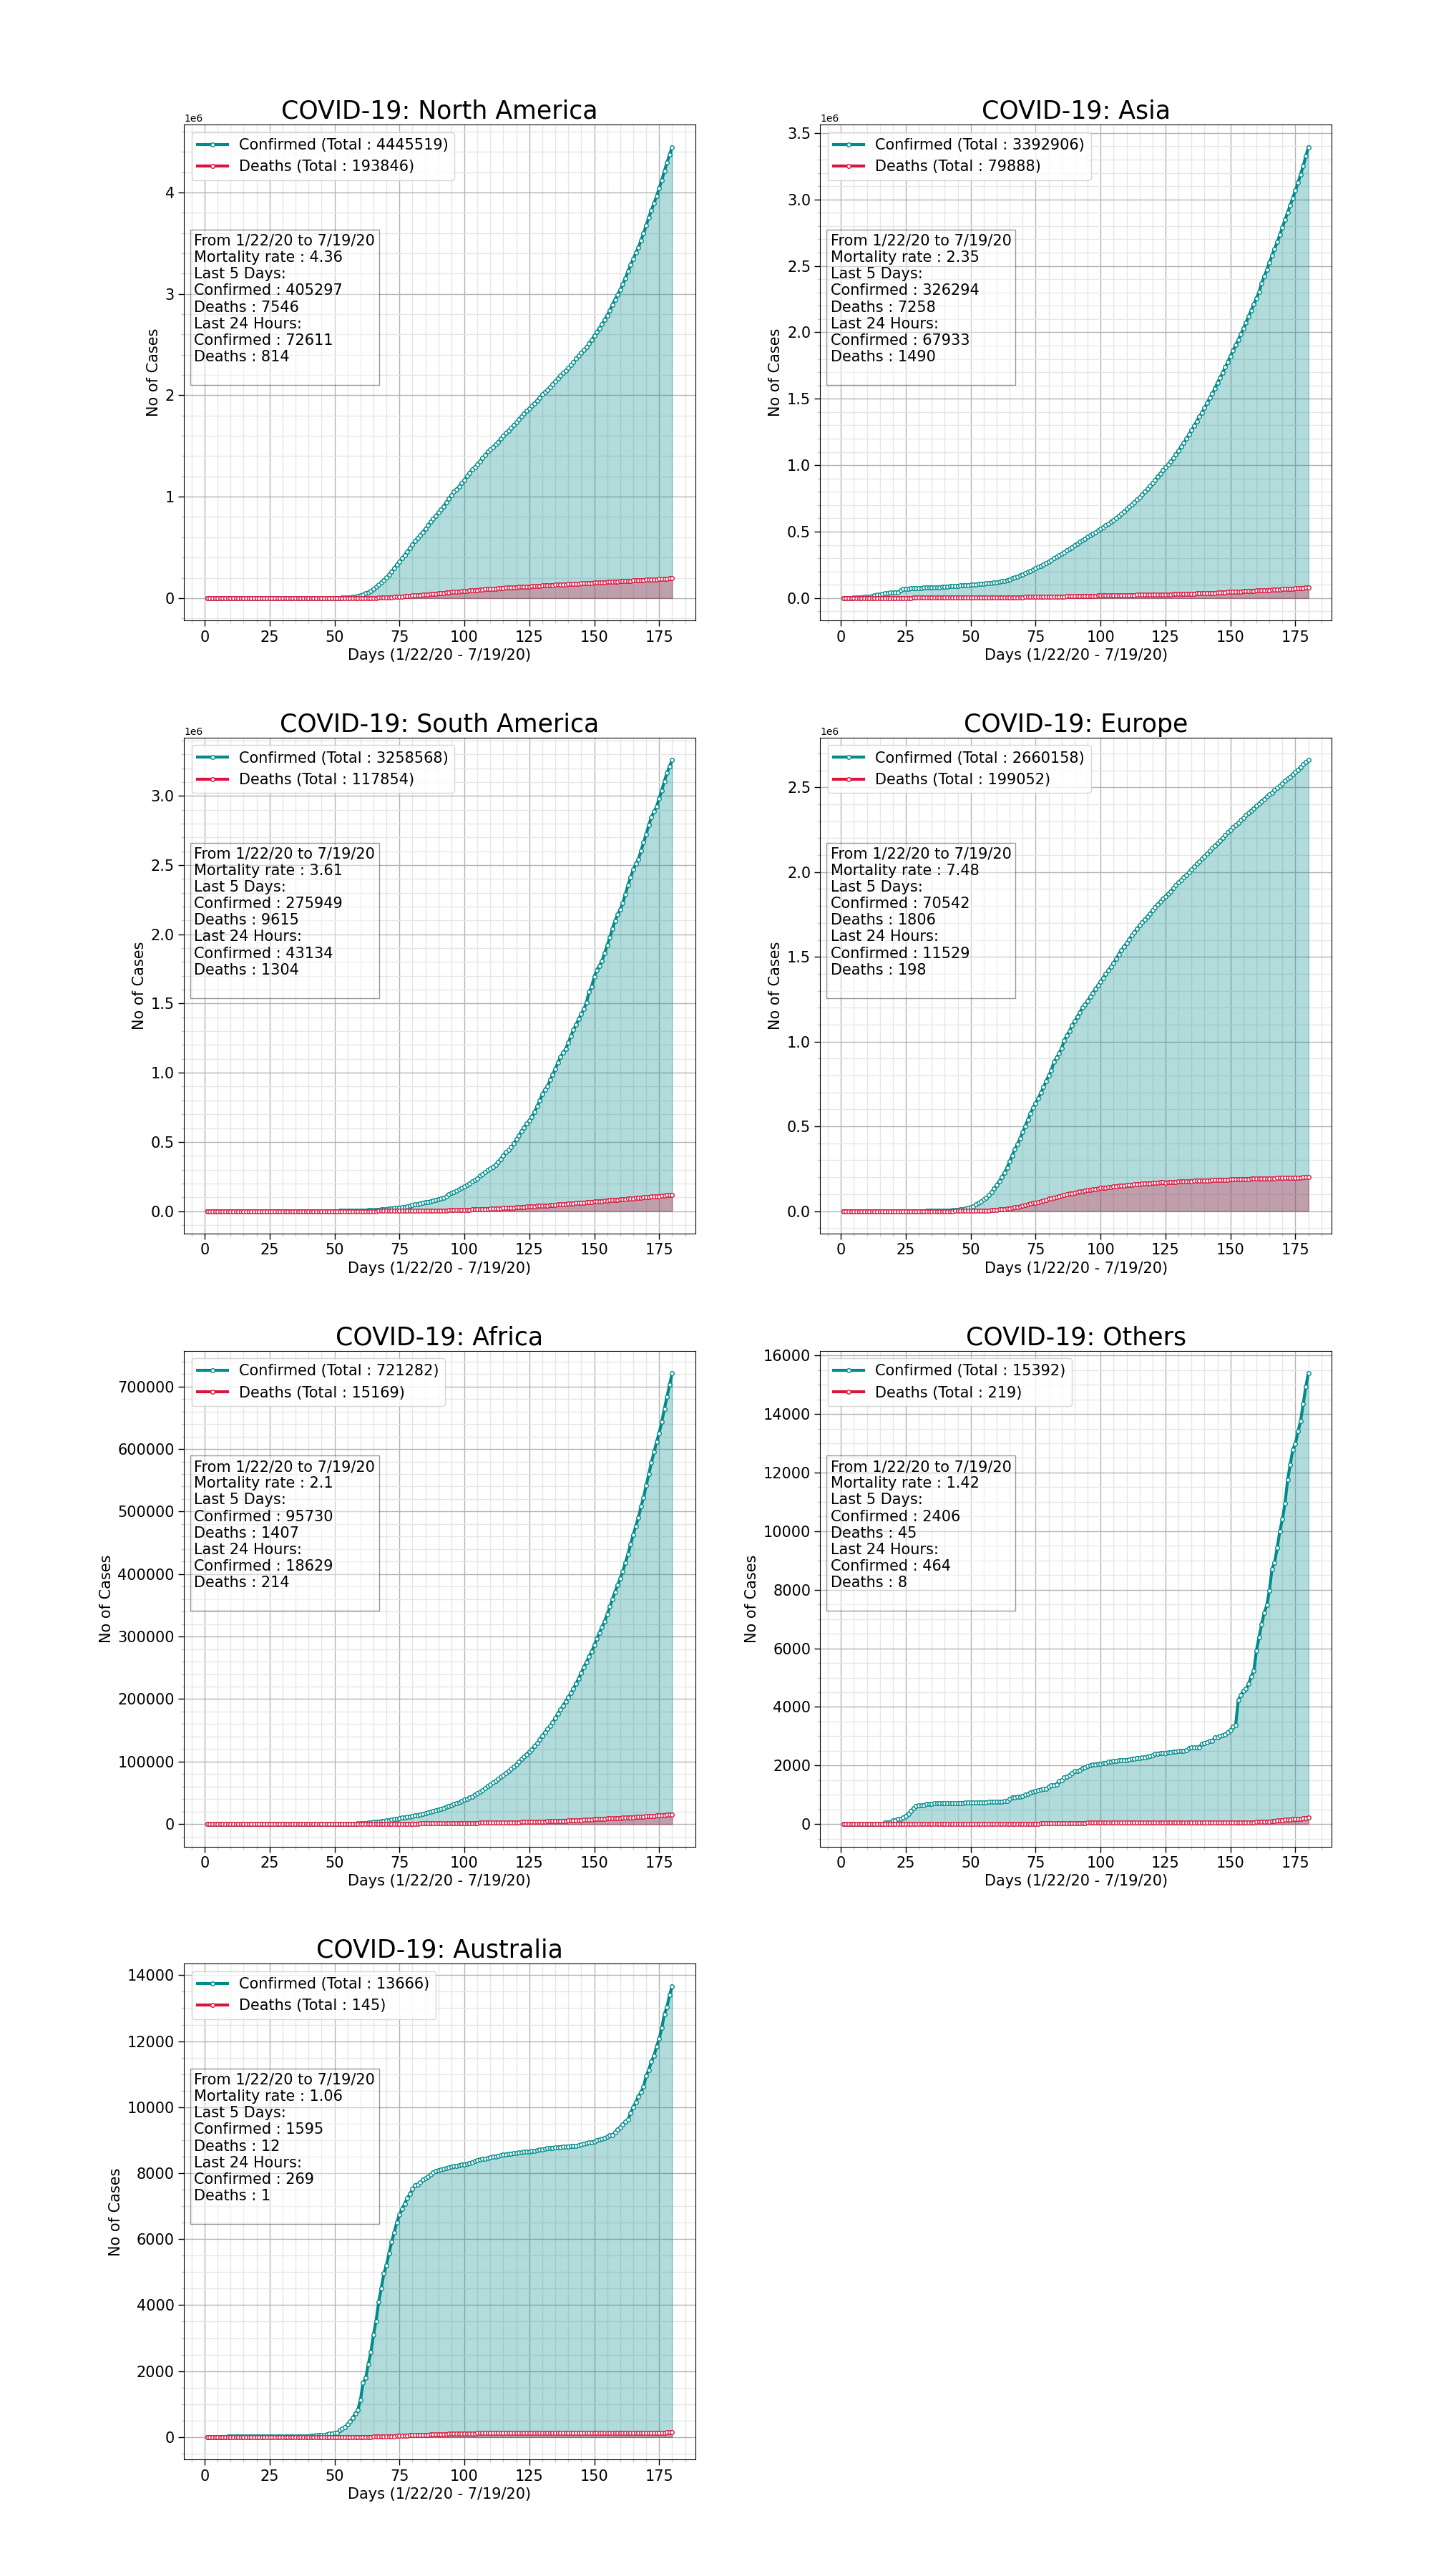 COVID-19: North America
1e6
Confirmed (Total : 4445519)
Deaths (Total : 193846)
From 1/22/20 to 7/19/20
Mortality rate : 4.36
Last 5 Days:
Confirmed : 405297
Deaths : 7546
Last 24 Hours:
Confirmed : 72611
Deaths : 814
No of Cases
4
3
2
1
0
0 25 50 75 100 125 150 175
Days (1/22/20 - 7/19/20)
COVID-19: Asia
1e6
Confirmed (Total : 3392906)
Deaths (Total : 79888)
From 1/22/20 to 7/19/20
Mortality rate : 2.35
Last 5 Days:
Confirmed : 326294
Deaths : 7258
Last 24 Hours:
Confirmed : 67933
Deaths : 1490
No of Cases
3.5
3.0
2.5
2.0
1.5
1.0
0.5
0.0
0 25 50 75 100 125 150 175
Days (1/22/20 - 7/19/20)
COVID-19: South America
1e6
Confirmed (Total : 3258568)
Deaths (Total : 117854)
From 1/22/20 to 7/19/20
Mortality rate : 3.61
Last 5 Days:
Confirmed : 275949
Deaths : 9615
Last 24 Hours:
Confirmed : 43134
Deaths : 1304
No of Cases
3.0
2.5
2.0
1.5
1.0
0.5
0.0
0 25 50 75 100 125 150 175
Days (1/22/20 - 7/19/20)
COVID-19: Europe
1e6
Confirmed (Total : 2660158)
Deaths (Total : 199052)
From 1/22/20 to 7/19/20
Mortality rate : 7.48
Last 5 Days:
Confirmed : 70542
Deaths : 1806
Last 24 Hours:
Confirmed : 11529
Deaths : 198
No of Cases
2.5
2.0
1.5
1.0
0.5
0.0
0 25 50 75 100 125 150 175
Days (1/22/20 - 7/19/20)
COVID-19: Africa
Confirmed (Total : 721282)
Deaths (Total : 15169)
From 1/22/20 to 7/19/20
Mortality rate : 2.1
Last 5 Days:
Confirmed : 95730
Deaths : 1407
Last 24 Hours:
Confirmed : 18629
Deaths : 214
No of Cases
700000
600000
500000
400000
300000
200000
100000
0
0 25 50 75 100 125 150 175
Days (1/22/20 - 7/19/20)
COVID-19: Others
Confirmed (Total : 15392)
Deaths (Total : 219)
From 1/22/20 to 7/19/20
Mortality rate : 1.42
Last 5 Days:
Confirmed : 2406
Deaths : 45
Last 24 Hours:
Confirmed : 464
Deaths : 8
No of Cases
16000
14000
12000
10000
8000
6000
4000
2000
0
0 25 50 75 100 125 150 175
Days (1/22/20 - 7/19/20)
COVID-19: Australia
Confirmed (Total : 13666)
Deaths (Total : 145)
From 1/22/20 to 7/19/20
Mortality rate : 1.06
Last 5 Days:
Confirmed : 1595
Deaths : 12
Last 24 Hours:
Confirmed : 269
Deaths : 1
No of Cases
14000
12000
10000
8000
6000
4000
2000
0
0 25 50 75 100 125 150 175
Days (1/22/20 - 7/19/20)